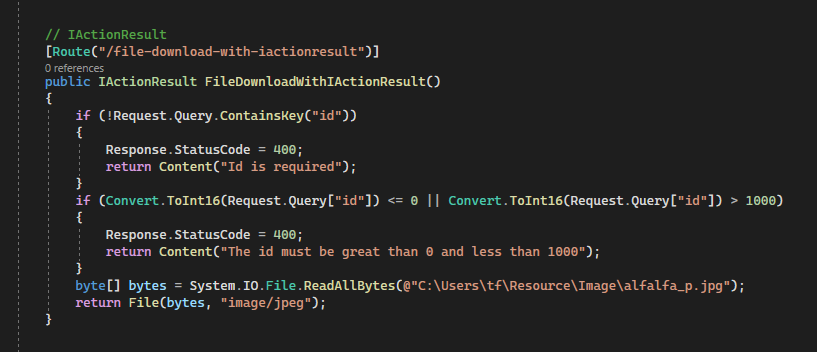 // IActionResult
[Route("/file-download-with-iactionresult")]
0 references
public IActionResult FileDownloadWithIActionResult()
{
if (!Request.Query.ContainsKey("id"))
{
Response.StatusCode = 400;
return Content("Id is required");
}
if (Convert.ToInt16(Request.Query["id"]) <= 0 || Convert.ToInt16(Request.Query["id"]) > 1000)
{
Response.StatusCode = 400;
return Content("The id must be great than 0 and less than 1000");
}
byte[] bytes = System.IO.File.ReadAllBytes(@"C:\Users\tf\Resource\Image\alfalfa_p.jpg");
return File(bytes, "image/jpeg");
}